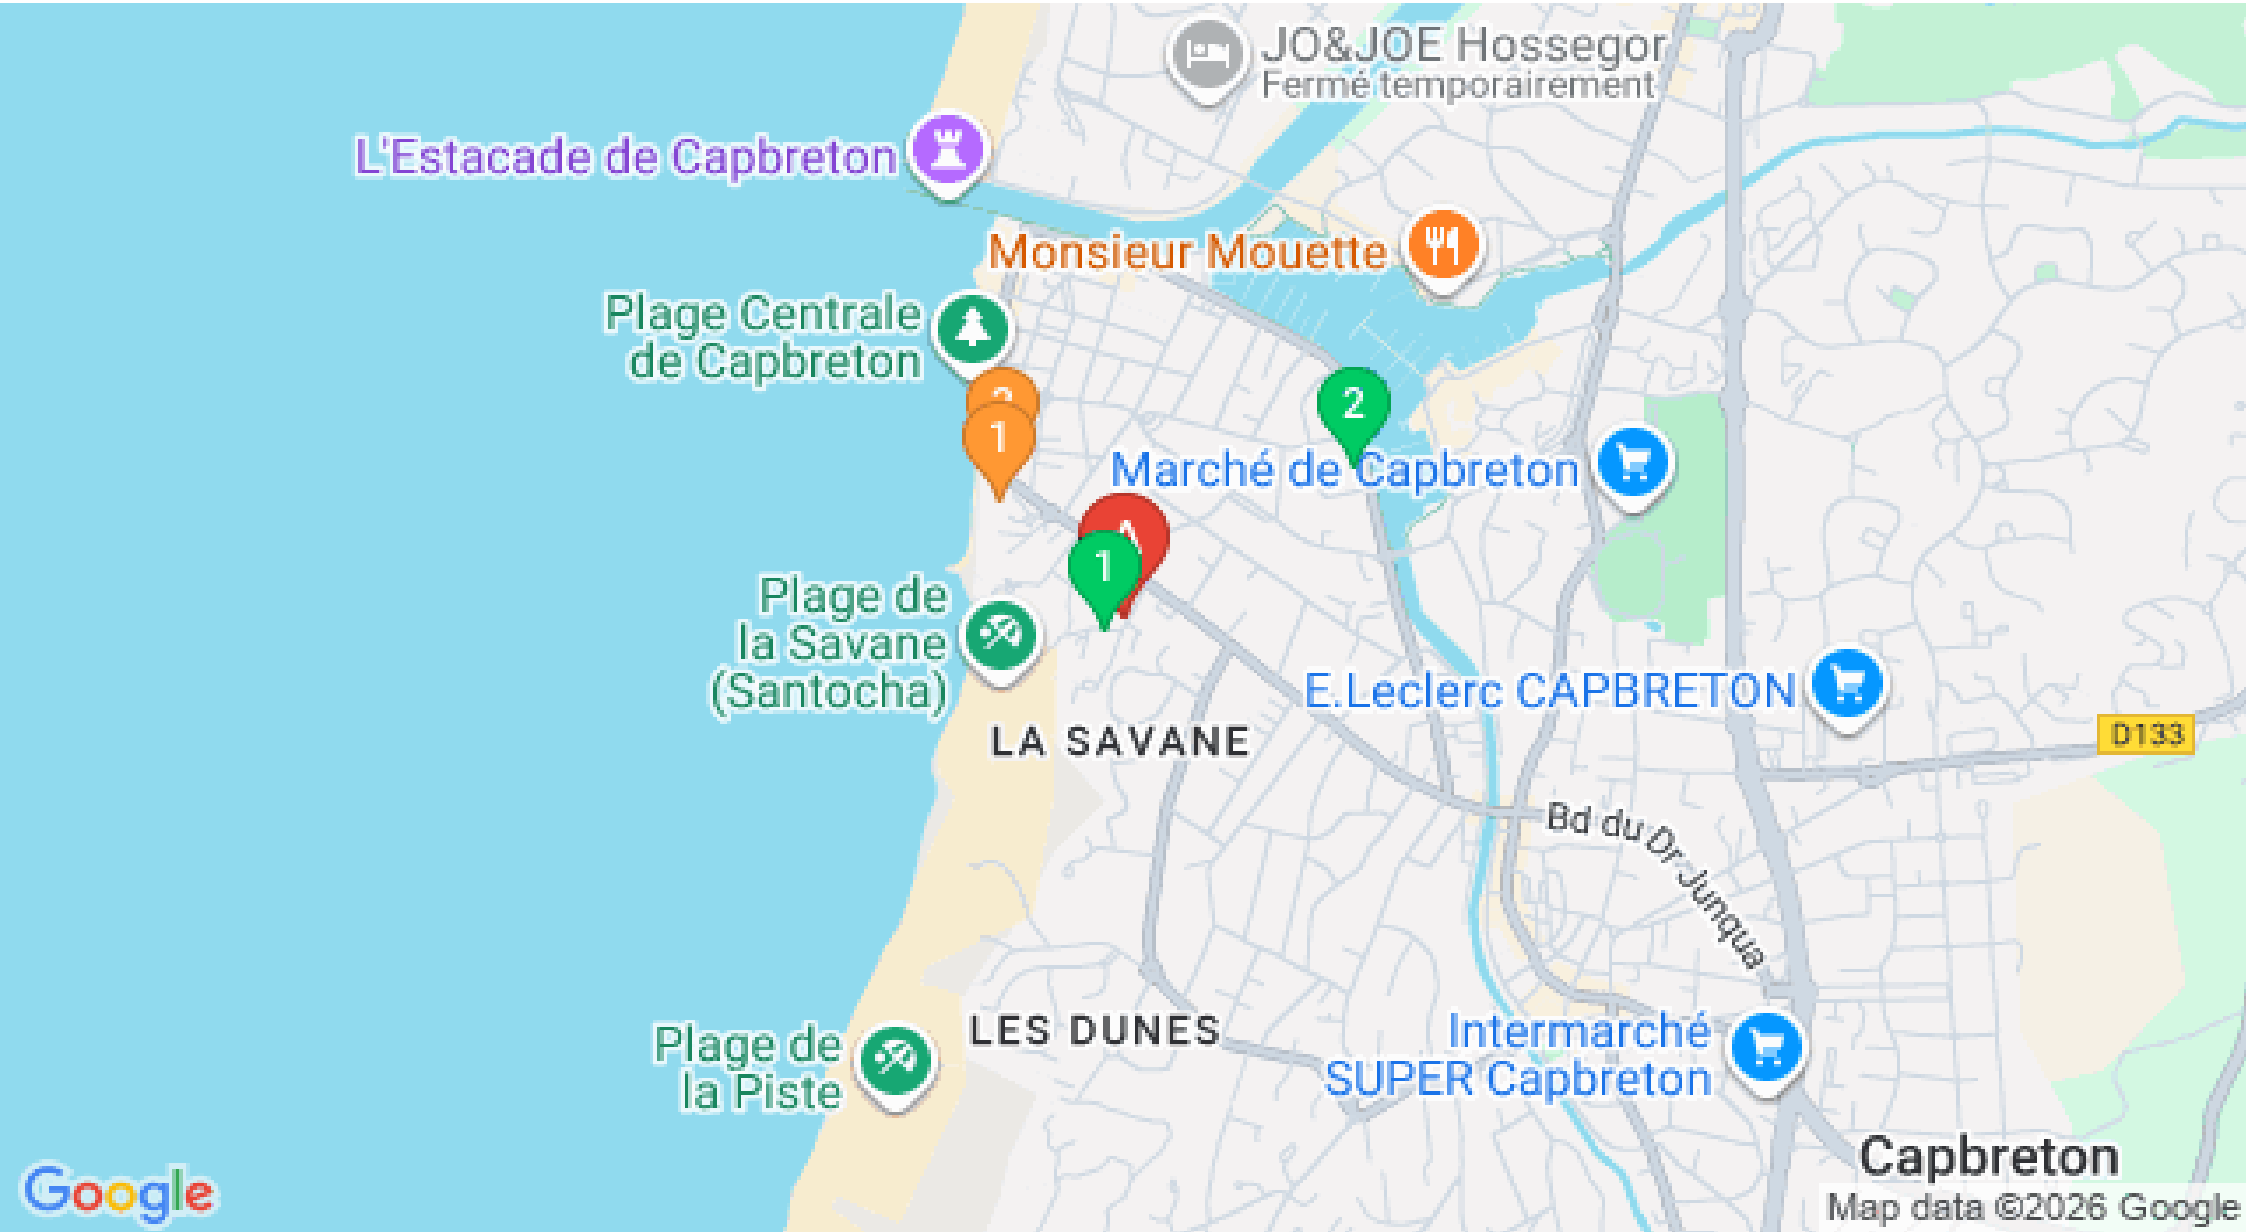 JO&JOE Hossegor
Fermé temporairement
L'Estacade de Capbreton
Monsieur Mouette
Plage Centrale
de Capbreton
2
1
2
Marché de Capbreton
1
Plage de
la Savane
(Santocha)
E.Leclerc CAPBRETON
LA SAVANE
D133
Bd du Dr Junqua
LES DUNES
Plage de
la Piste
Intermarché
SUPER Capbreton
Capbreton
Google
Map data ©2026 Google